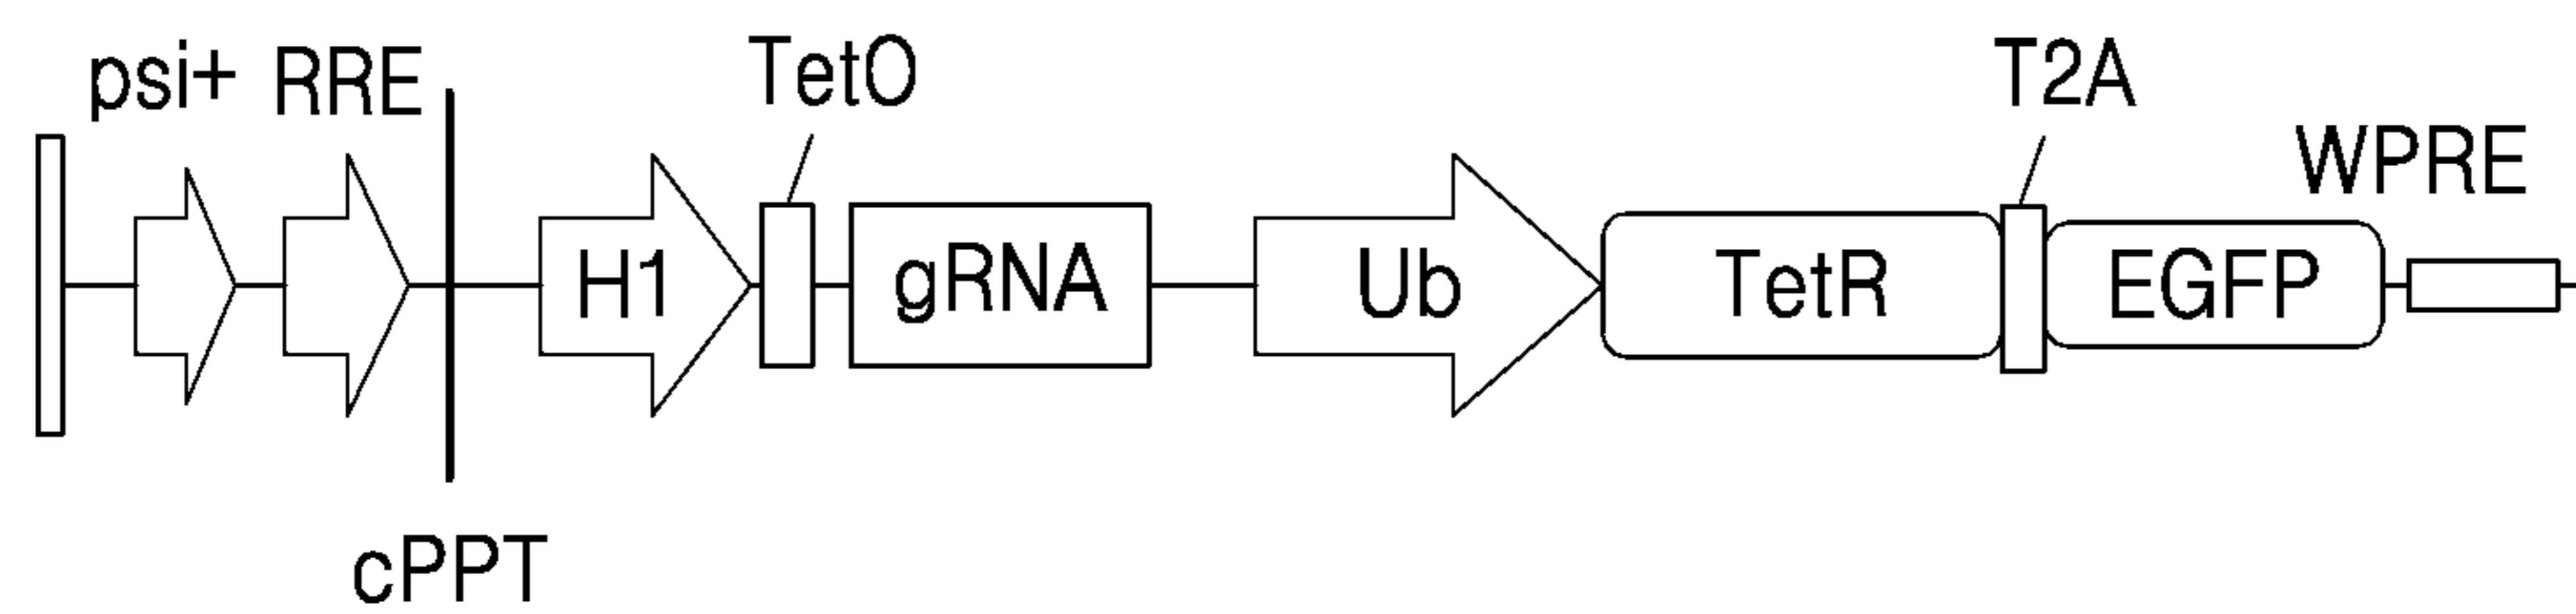 psi+ RRE
TetO
T2A
WPRE
H1
gRNA
Ub
TetR
EGFP
cPPT